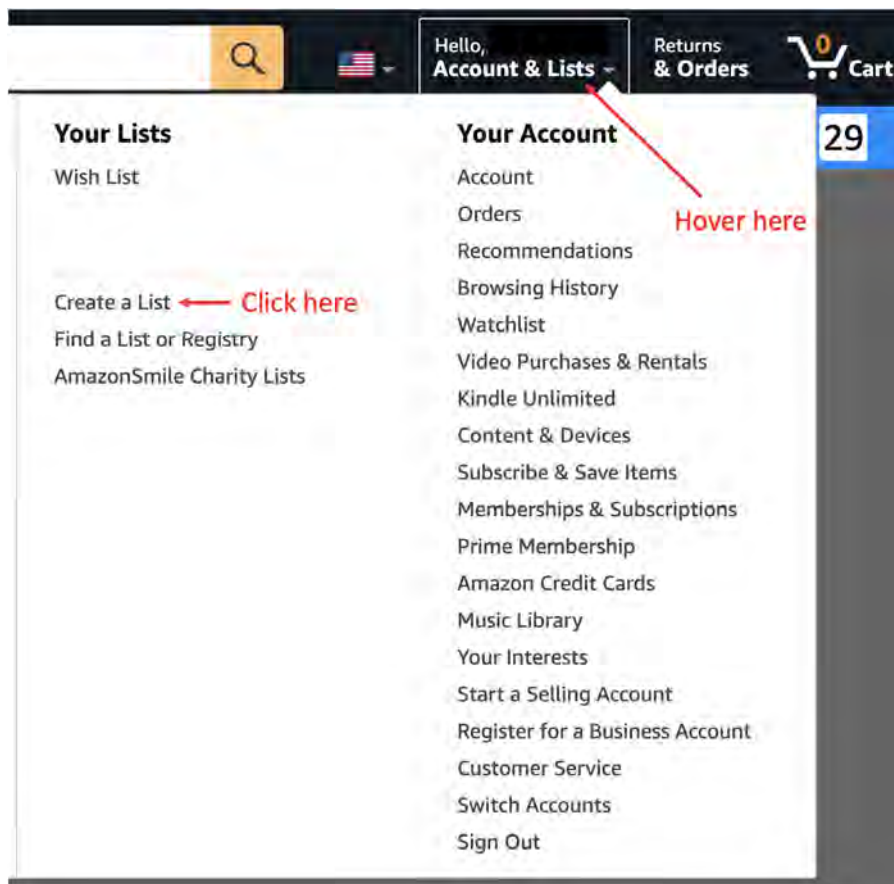 Hello,
Account & Lists
Returns
& Orders
0
Cart
Your Lists
Wish List
Create a List
Click here
Find a List or Registry
AmazonSmile Charity Lists
Your Account
Account
Orders
Hover here
Recommendations
Browsing History
Watchlist
Video Purchases & Rentals
Kindle Unlimited
Content & Devices
Subscribe & Save Items
Memberships & Subscriptions
Prime Membership
Amazon Credit Cards
Music Library
Your Interests
Start a Selling Account
Register for a Business Account
Customer Service
Switch Accounts
Sign Out
29